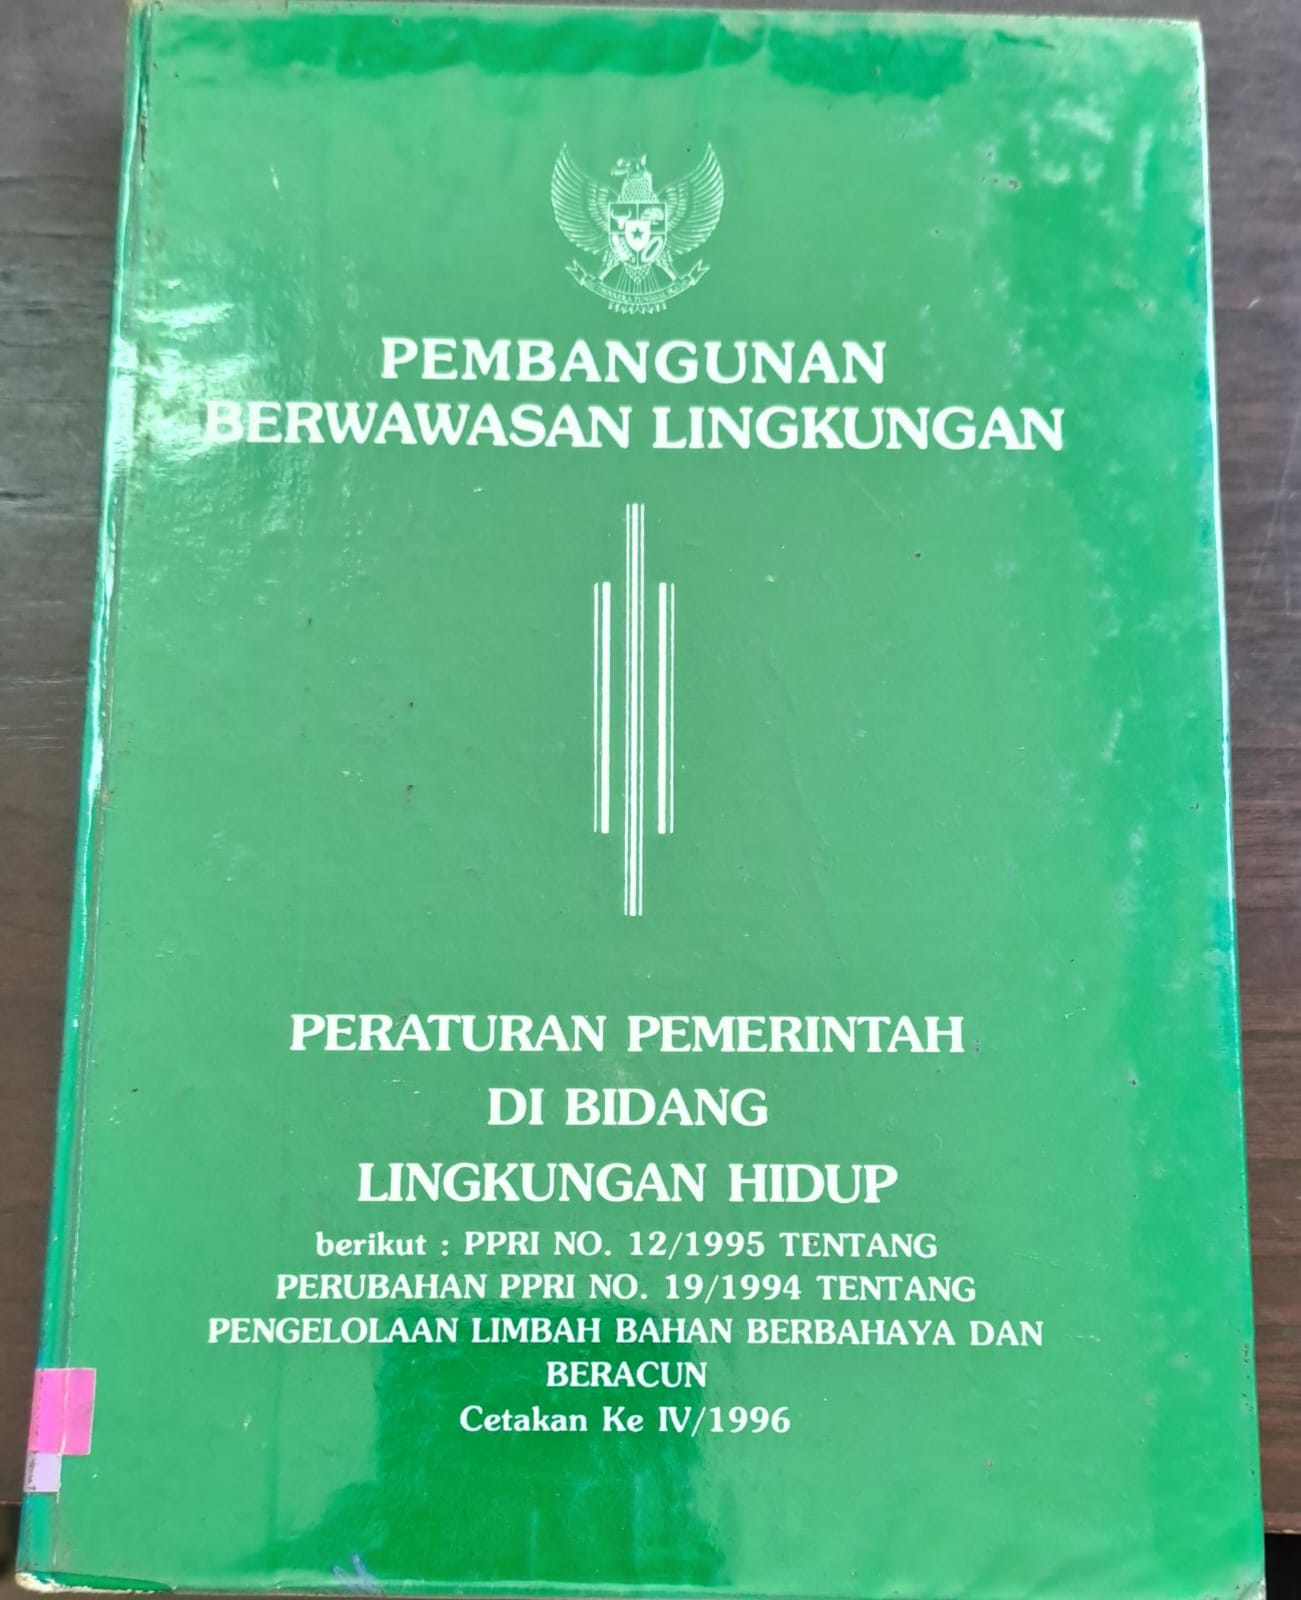 PEMBANGUNAN
BERWAWASAN LINGKUNGAN
PERATURAN PEMERINTAH
DI BIDANG
LINGKUNGAN HIDUP
berikut : PPRI NO. 12/1995 TENTANG
PERUBAHAN PPRI NO. 19/1994 TENTANG
PENGELOLAAN LIMBAH BAHAN BERBAHAYA DAN
BERACUN
Cetakan Ke IV/1996